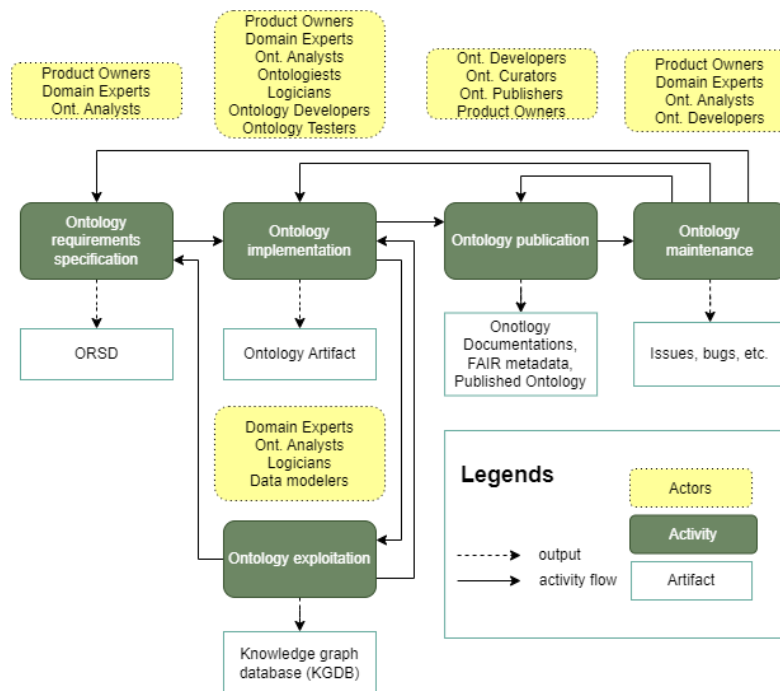 Product Owners
Domain Experts
Ont. Analysts
Product Owners
Domain Experts
Ont. Analysts
Ontologiests
Logicians
Ontology Developers
Ontology Testers
Ont. Developers
Ont. Curators
Ont. Publishers
Product Owners
Product Owners
Domain Experts
Ont. Analysts
Ont. Developers
Ontology
requirements
specification
Ontology
implementation
Ontology publication
Ontology
maintenance
ORSD
Ontology Artifact
Onotlogy
Documentations,
FAIR metadata,
Published Ontology
Issues, bugs, etc.
Domain Experts
Ont. Analysts
Logicians
Data modelers
Ontology exploitation
Knowledge graph
database (KGDB)
Legends
Actors
output
Activity
activity flow
Artifact